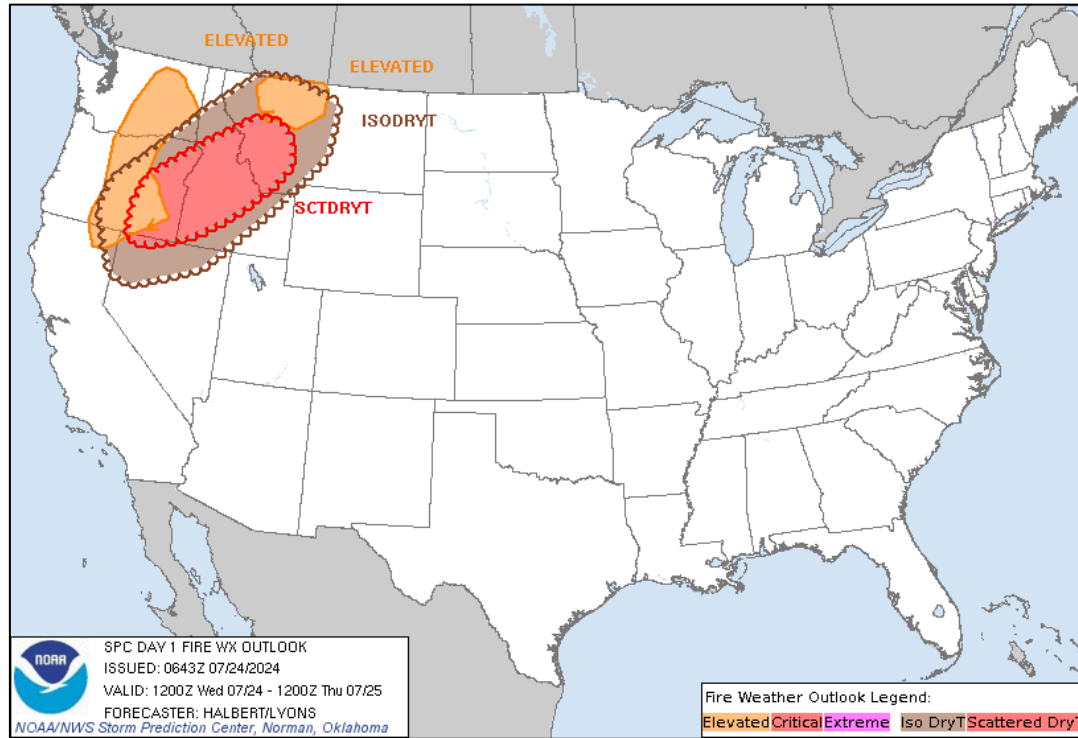 ELEVATED
ELEVATED
ISODRYT
SCTDRYT
NOAA
SPC DAY 1 FIRE WX OUTLOOK
ISSUED: 0643Z 07/24/2024
VALID: 1200Z Wed 07/24 - 1200Z Thu 07/25
FORECASTER: HALBERT/LYONS
NOAA/NWS Storm Prediction Center, Norman, Oklahoma
Fire Weather Outlook Legend:
Elevated Critical Extreme Iso DryT Scattered DryT